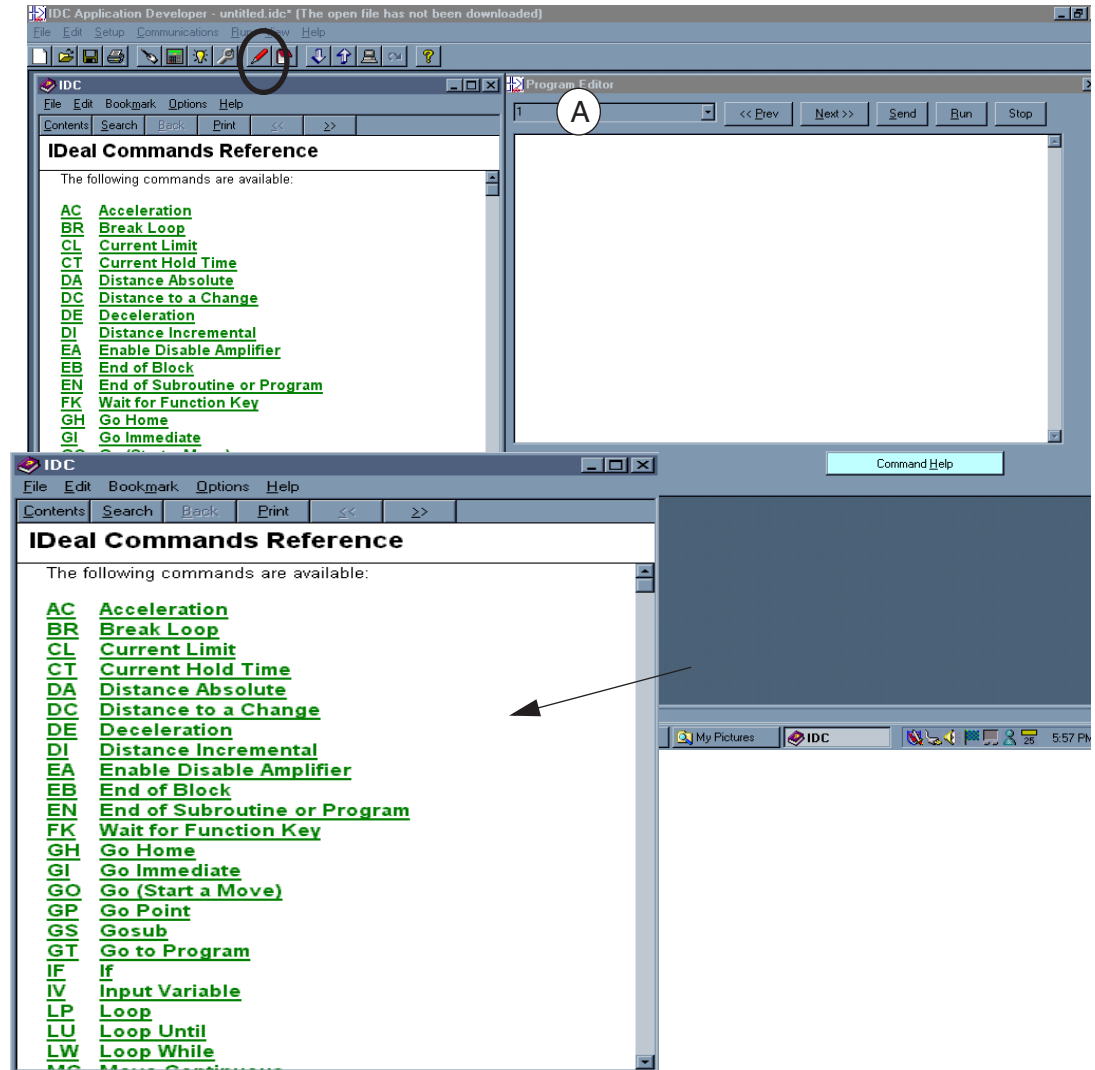 IDC Application Developer - untitled.idc* (The open file has not been downloaded)
File Edit Setup Communications Run View Help
IDC
File Edit Bookmark Options Help
Contents Search Back Print << >>
IDeal Commands Reference
The following commands are available:
AC Acceleration
BR Break Loop
CL Current Limit
CT Current Hold Time
DA Distance Absolute
DC Distance to a Change
DE Deceleration
DI Distance Incremental
EA Enable Disable Amplifier
EB End of Block
EN End of Subroutine or Program
FK Wait for Function Key
GH Go Home
GI Go Immediate
Program Editor
1
A
<< Prev Next >> Send Run Stop
Command Help
IDC
File Edit Bookmark Options Help
Contents Search Back Print << >>
IDeal Commands Reference
The following commands are available:
AC Acceleration
BR Break Loop
CL Current Limit
CT Current Hold Time
DA Distance Absolute
DC Distance to a Change
DE Deceleration
DI Distance Incremental
EA Enable Disable Amplifier
EB End of Block
EN End of Subroutine or Program
FK Wait for Function Key
GH Go Home
GI Go Immediate
GO Go (Start a Move)
GP Go Point
GS Gosub
GT Go to Program
IF If
IV Input Variable
LP Loop
LU Loop Until
LW Loop While
My Pictures IDC 25 5:57 PM